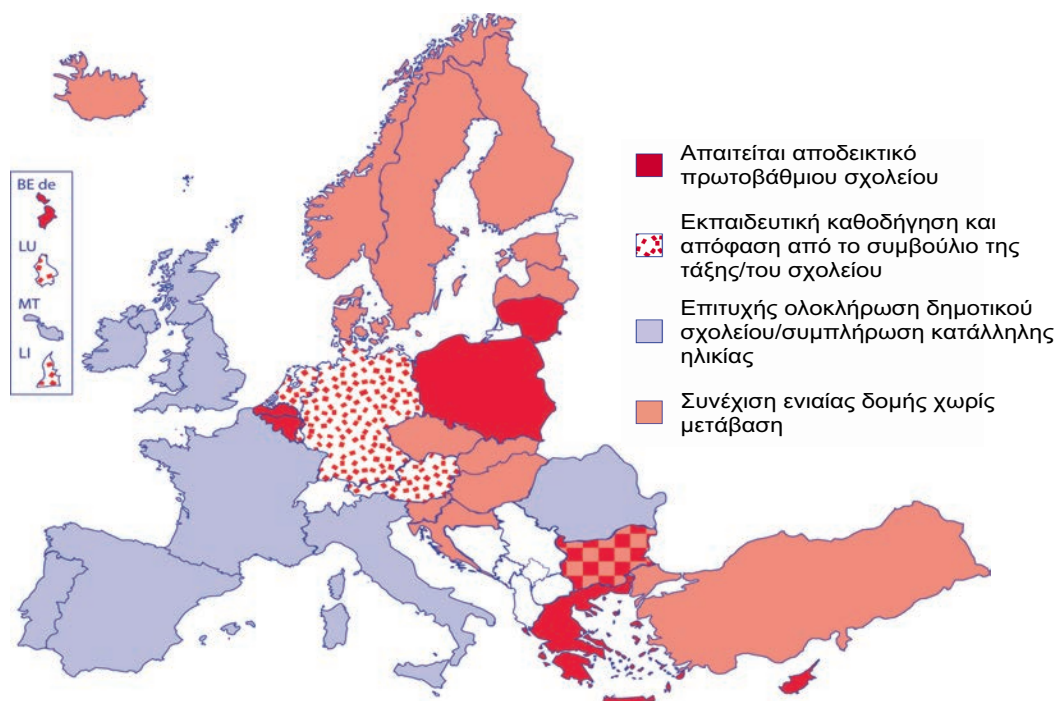 BE de
LU
MT
LI
Απαιτείται αποδεικτικό
πρωτοβάθμιου σχολείου
Εκπαιδευτική καθοδήγηση και
απόφαση από το συμβούλιο της
τάξης/του σχολείου
Επιτυχής ολοκλήρωση δημοτικού
σχολείου/συμπλήρωση κατάλληλης
ηλικίας
Συνέχιση ενιαίας δομής χωρίς
μετάβαση